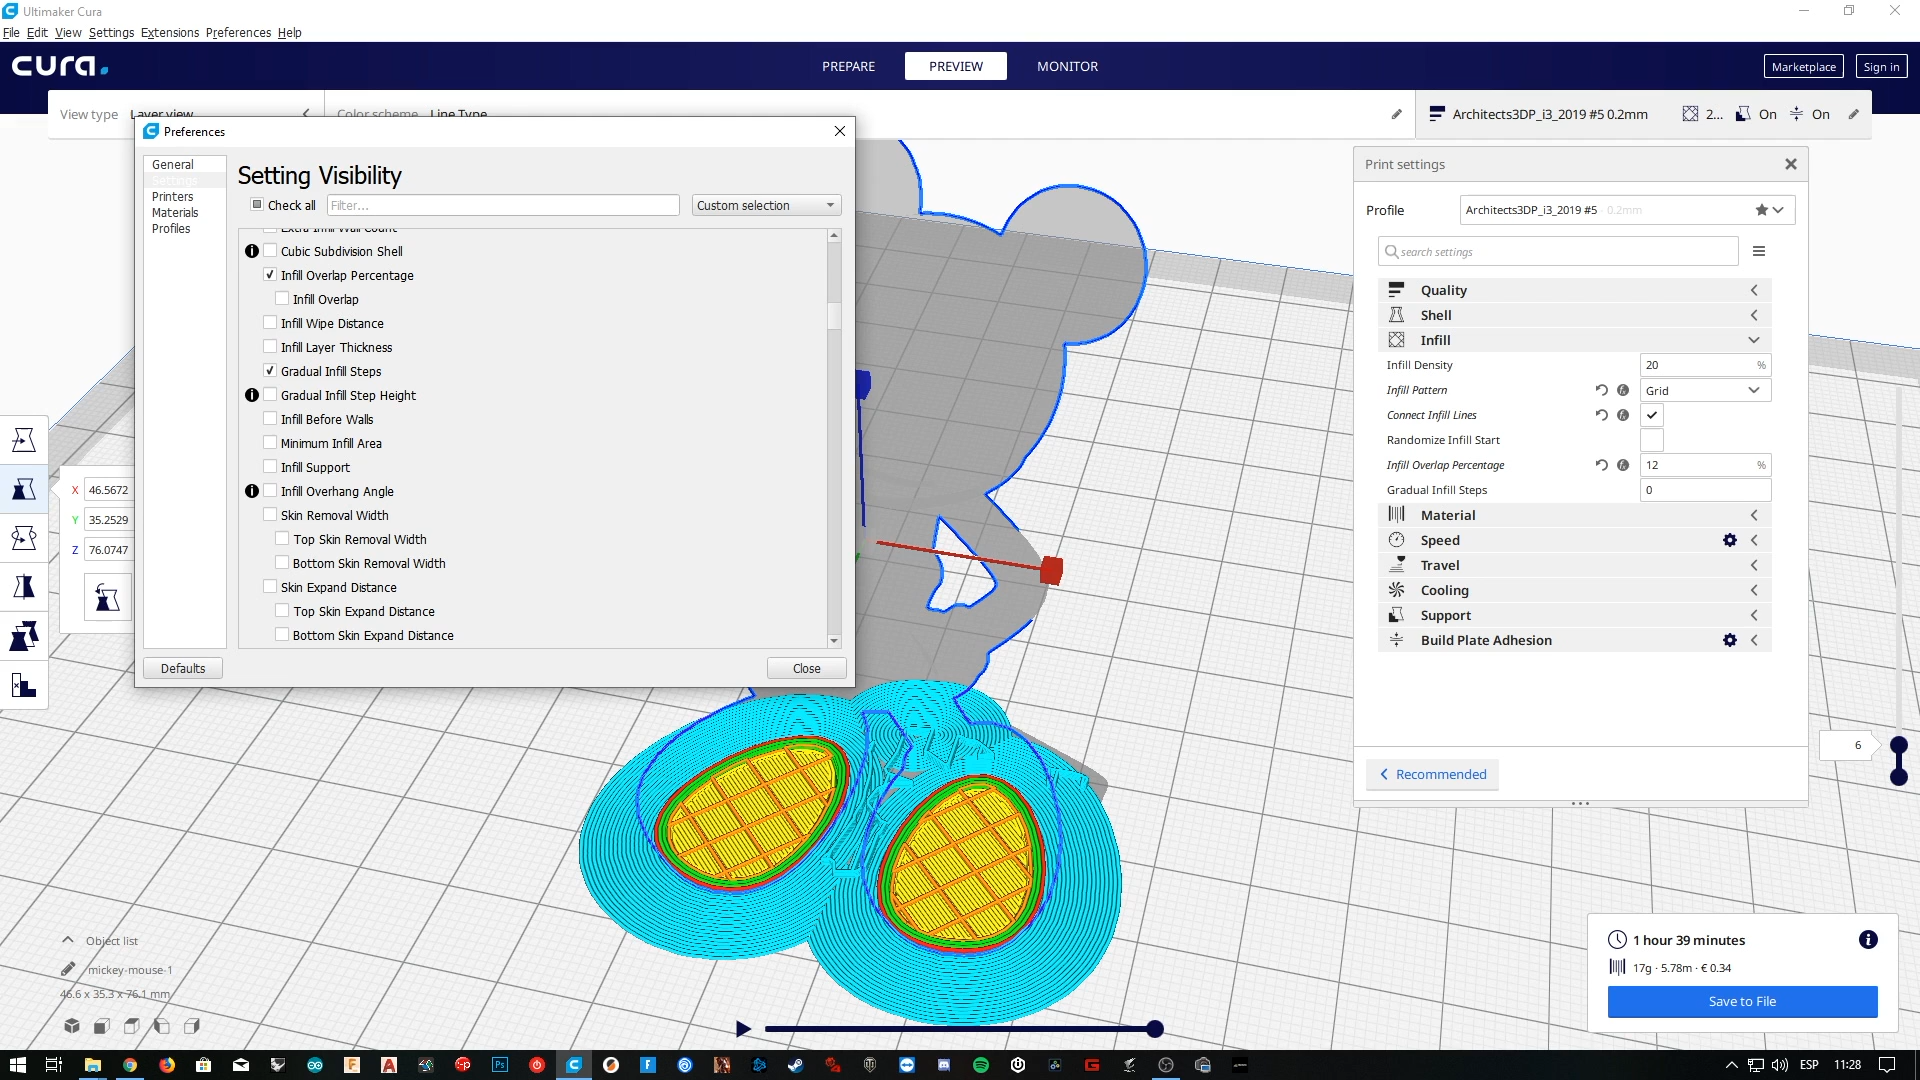 Ultimaker Cura
File Edit View Settings Extensions Preferences Help
cura.
PREPARE PREVIEW MONITOR
Marketplace Sign in
View type Layer view
Color scheme Line Type
Architects3DP_i3_2019 #5 0.2mm 2... On On
Preferences
General
Settings
Printers
Materials
Profiles
Setting Visibility
Check all Filter... Custom selection
Extra Infill Wall Count
Cubic Subdivision Shell
Infill Overlap Percentage
Infill Overlap
Infill Wipe Distance
Infill Layer Thickness
Gradual Infill Steps
Gradual Infill Step Height
Infill Before Walls
Minimum Infill Area
Infill Support
Infill Overhang Angle
Skin Removal Width
Top Skin Removal Width
Bottom Skin Removal Width
Skin Expand Distance
Top Skin Expand Distance
Bottom Skin Expand Distance
Defaults Close
X 46.5672
Y 35.2529
Z 76.0747
Print settings
Profile Architects3DP_i3_2019 #5 - 0.2mm
search settings
Quality
Shell
Infill
Infill Density 20 %
Infill Pattern Grid
Connect Infill Lines
Randomize Infill Start
Infill Overlap Percentage 12 %
Gradual Infill Steps 0
Material
Speed
Travel
Cooling
Support
Build Plate Adhesion
Recommended
6
Object list
mickey-mouse-1
46.6 x 35.3 x 76.1 mm
1 hour 39 minutes
17g · 5.78m · € 0.34
Save to File
ESP 11:28